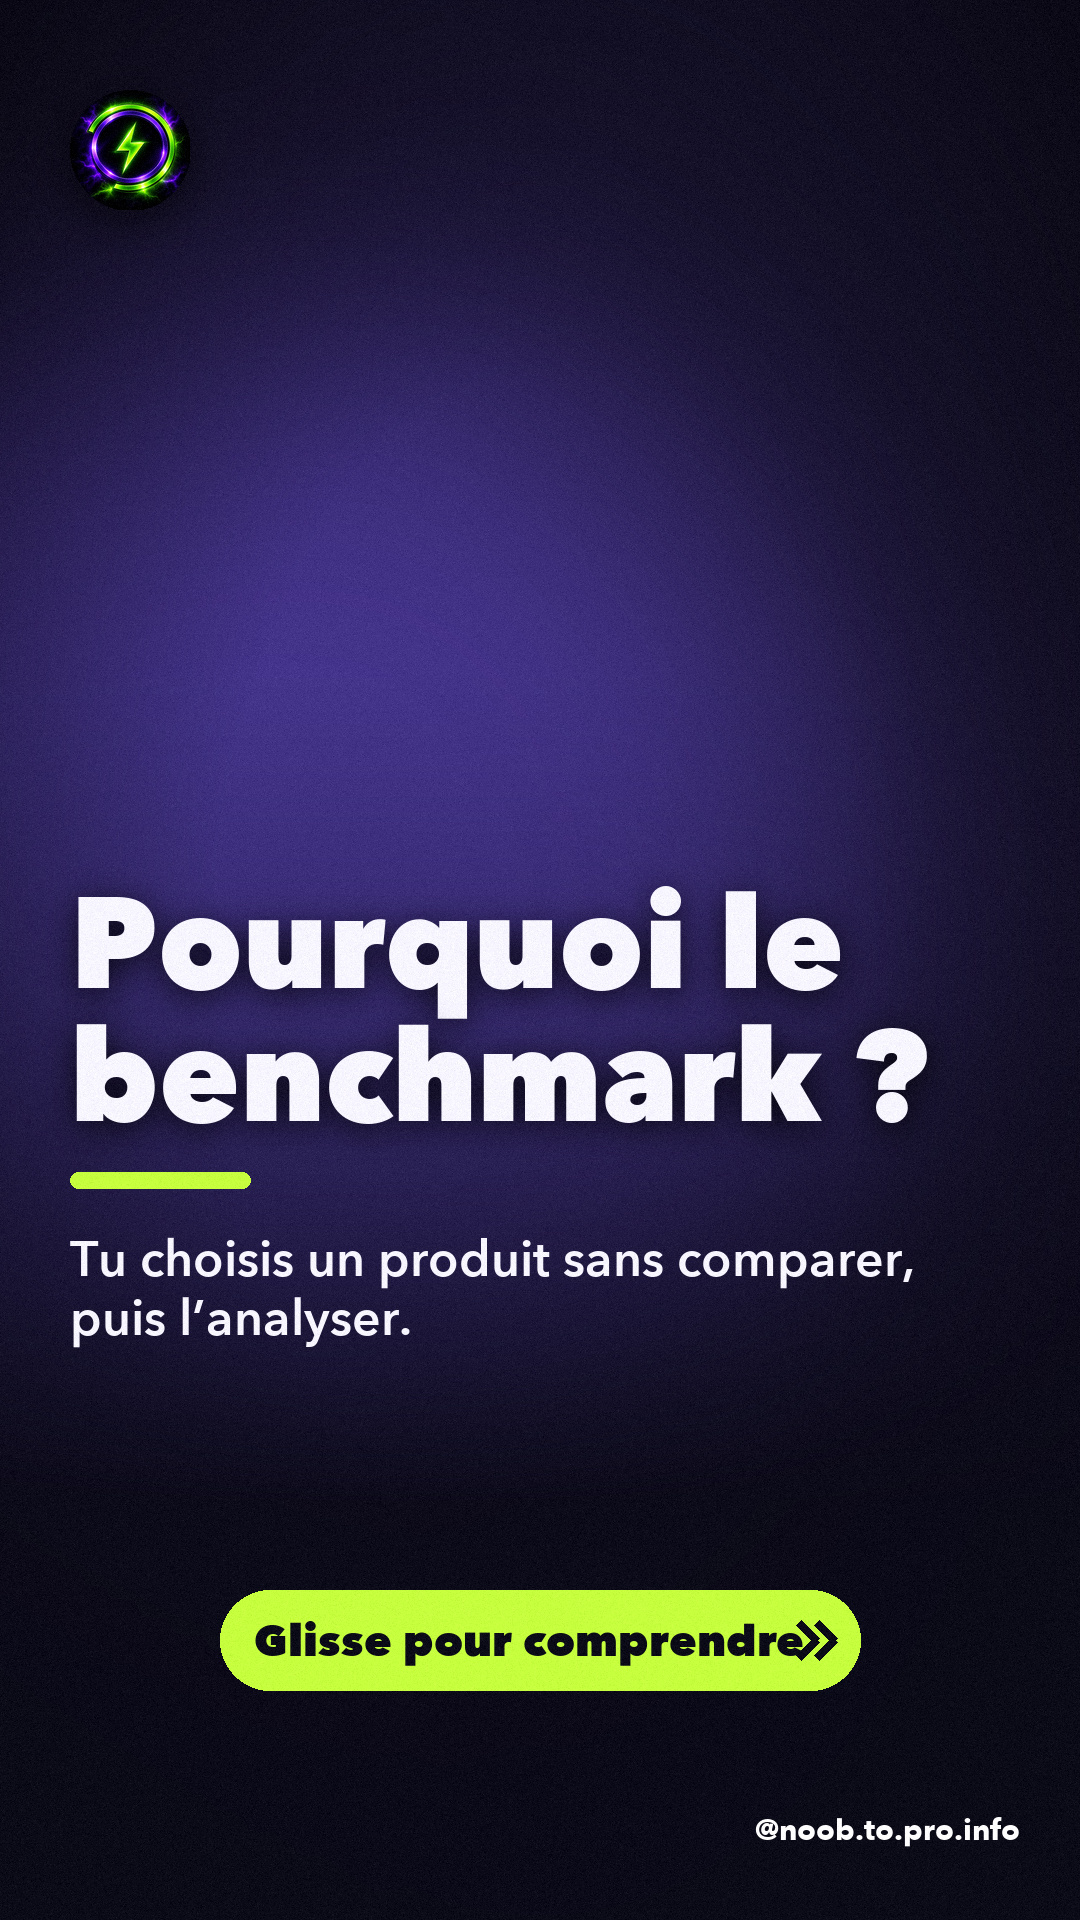 Pourquoi le
benchmark ?
Tu choisis un produit sans comparer,
puis l’analyser.
Glisse pour comprendre
@noob.to.pro.info